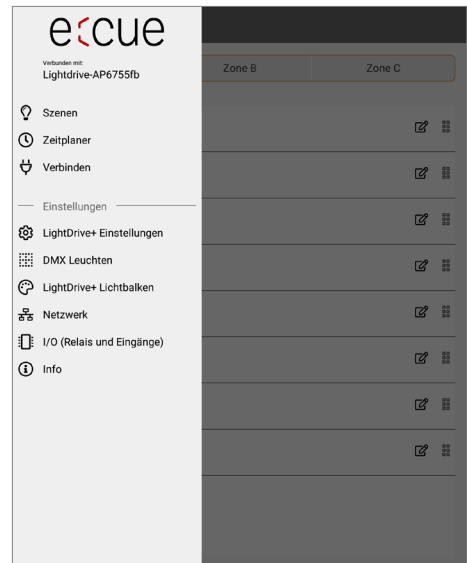 e:cue
Verbunden mit:
Lightdrive-AP6755fb
Zone B
Zone C
Szenen
Zeitplaner
Verbinden
Einstellungen
LightDrive+ Einstellungen
DMX Leuchten
LightDrive+ Lichtbalken
Netzwerk
I/O (Relais und Eingänge)
Info